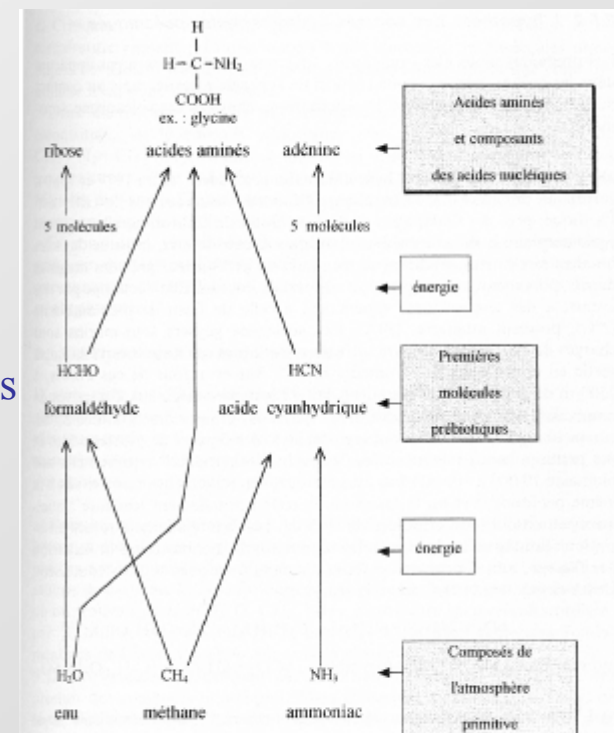 H
H - C - NH₂
COOH
ex. : glycine
ribose acides aminés adénine
Acides aminés
et composants
des acides nucléiques
5 molécules 5 molécules
énergie
HCHO HCN
S
formaldéhyde acide cyanhydrique
Premières
molécules
prébiotiques
énergie
H₂O CH₄ NH₃
eau méthane ammoniac
Composés de
l'atmosphère
primitive